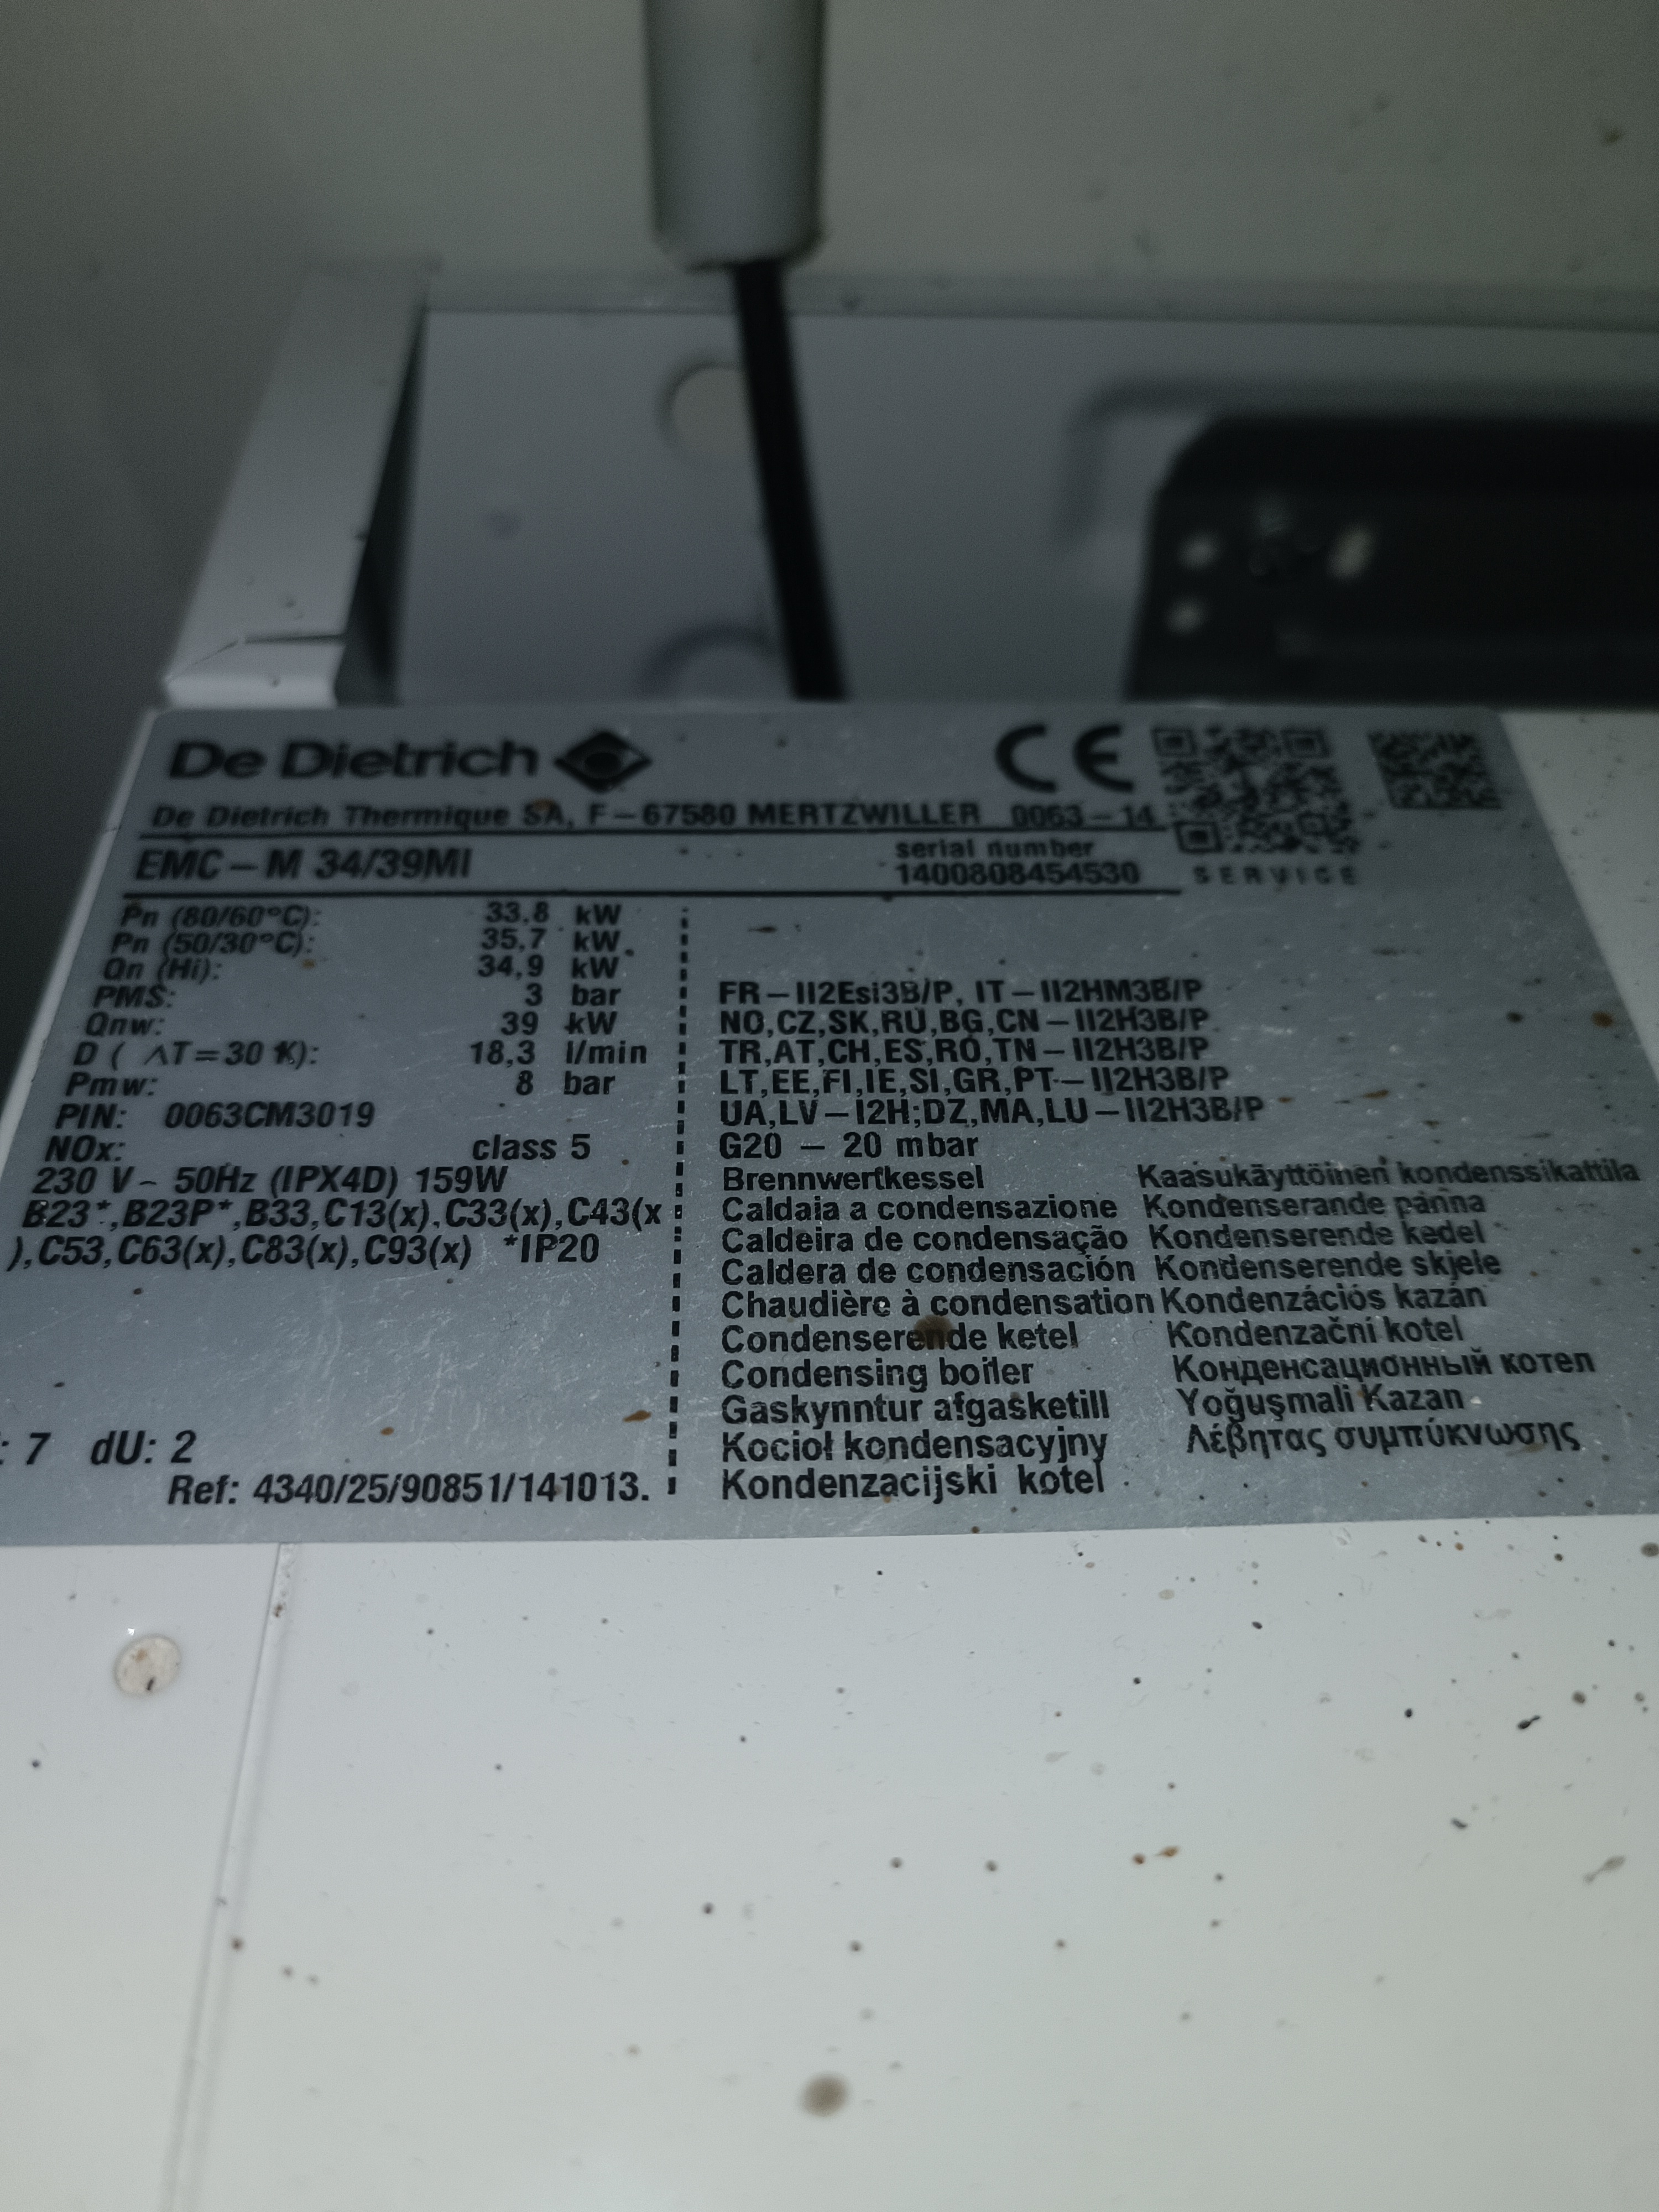 De Dietrich
CE
De Dietrich Thermique SA, F-67580 MERTZWILLER 0063-14
EMC-M 34/39MI
serial number
1400808454530
SERVICE
Pn (80/60°C): 33,8 kW
Pn (50/30°C): 35,7 kW
Qn (Hi): 34,9 kW
PMS: 3 bar
Qnw: 39 kW
D ( ΔT=30 K): 18,3 l/min
Pmw: 8 bar
PIN: 0063CM3019
NOx: class 5
230 V~ 50Hz (IPX4D) 159W
B23*,B23P*,B33,C13(x),C33(x),C43(x
),C53,C63(x),C83(x),C93(x) *IP20
: 7 dU: 2
Ref: 4340/25/90851/141013.
FR-II2Esi3B/P, IT-II2HM3B/P
NO,CZ,SK,RU,BG,CN-II2H3B/P
TR,AT,CH,ES,RO,TN-II2H3B/P
LT,EE,FI,IE,SI,GR,PT-II2H3B/P
UA,LV-I2H;DZ,MA,LU-II2H3B/P
G20 - 20 mbar
Brennwertkessel
Caldaia a condensazione
Caldeira de condensação
Caldera de condensación
Chaudière à condensation
Condenserende ketel
Condensing boiler
Gaskynntur afgasketill
Kocioł kondensacyjny
Kondenzacijski kotel
Kaasukäyttöinen kondenssikattila
Kondenserande panna
Kondenserende kedel
Kondenserende skjele
Kondenzációs kazán
Kondenzační kotel
Конденсационный котел
Yoğuşmali Kazan
Λέβητας συμπύκνωσης